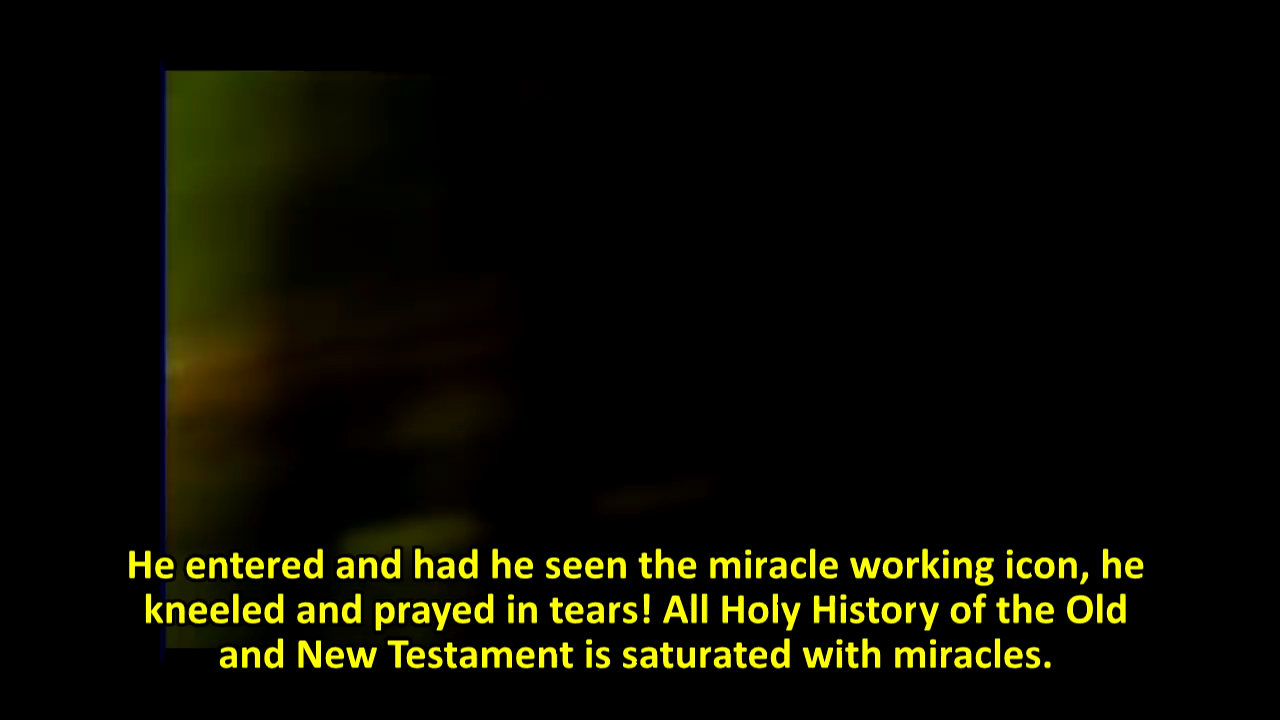 He entered and had he seen the miracle working icon, he
kneeled and prayed in tears! All Holy History of the Old
and New Testament is saturated with miracles.